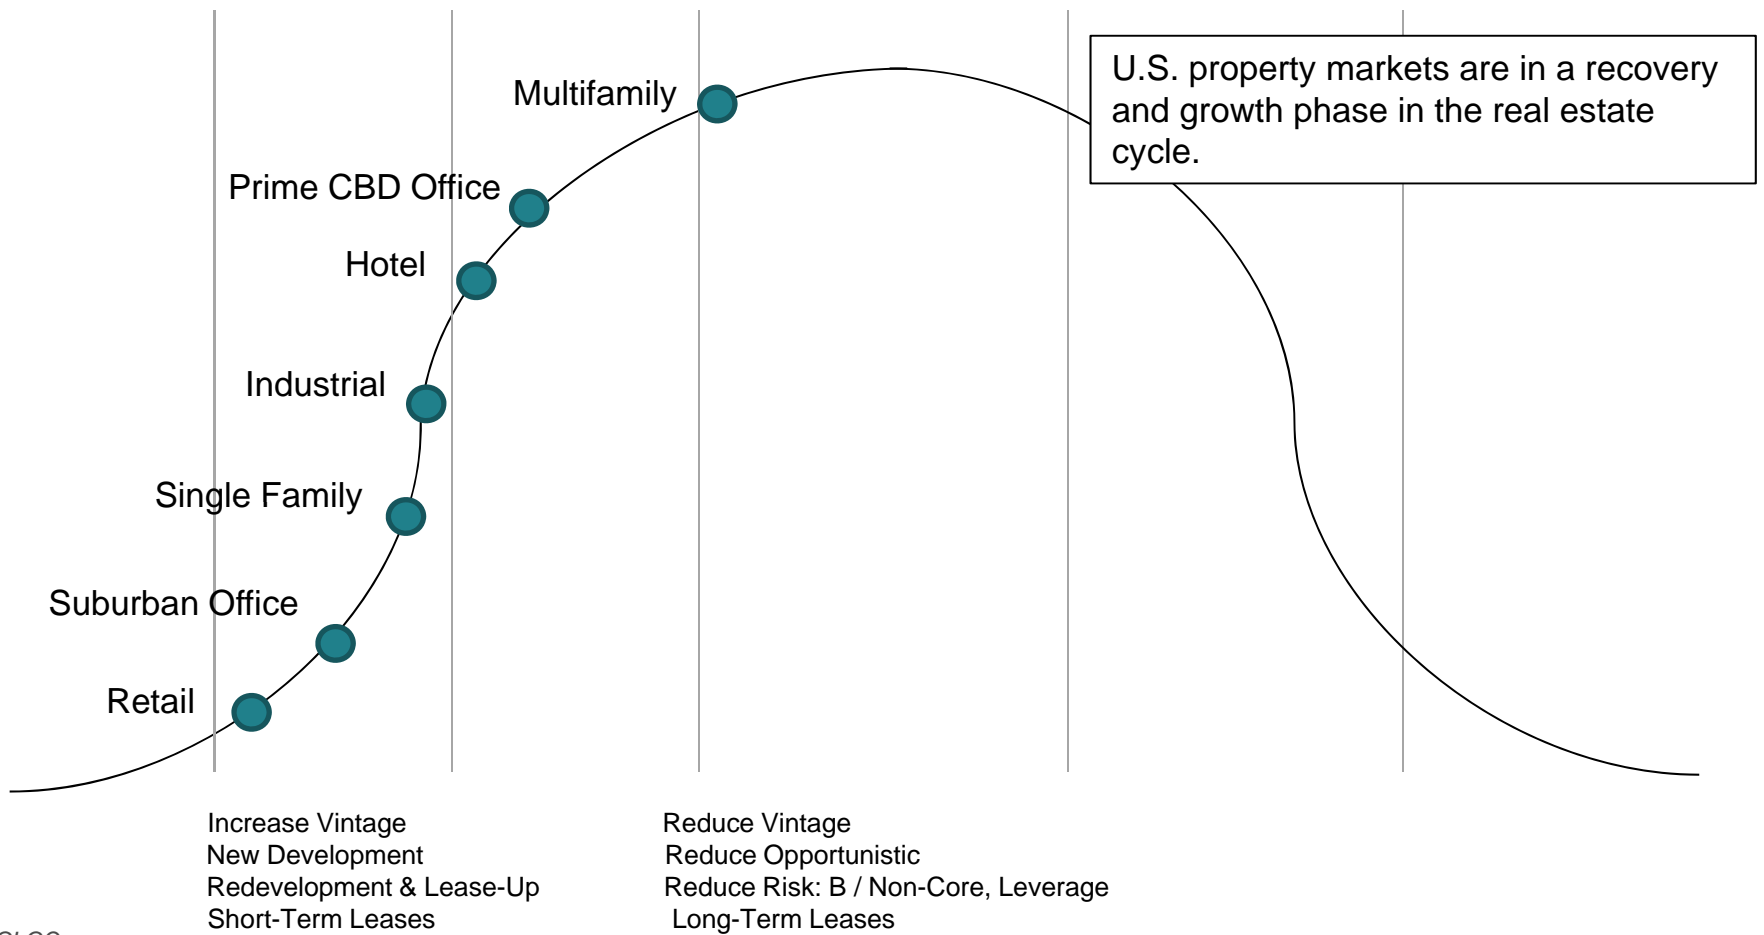 U.S. property markets are in a recovery
and growth phase in the real estate
cycle.
Multifamily
Prime CBD Office
Hotel
Industrial
Single Family
Suburban Office
Retail
Increase Vintage
New Development
Redevelopment & Lease-Up
Short-Term Leases
Reduce Vintage
Reduce Opportunistic
Reduce Risk: B / Non-Core, Leverage
Long-Term Leases